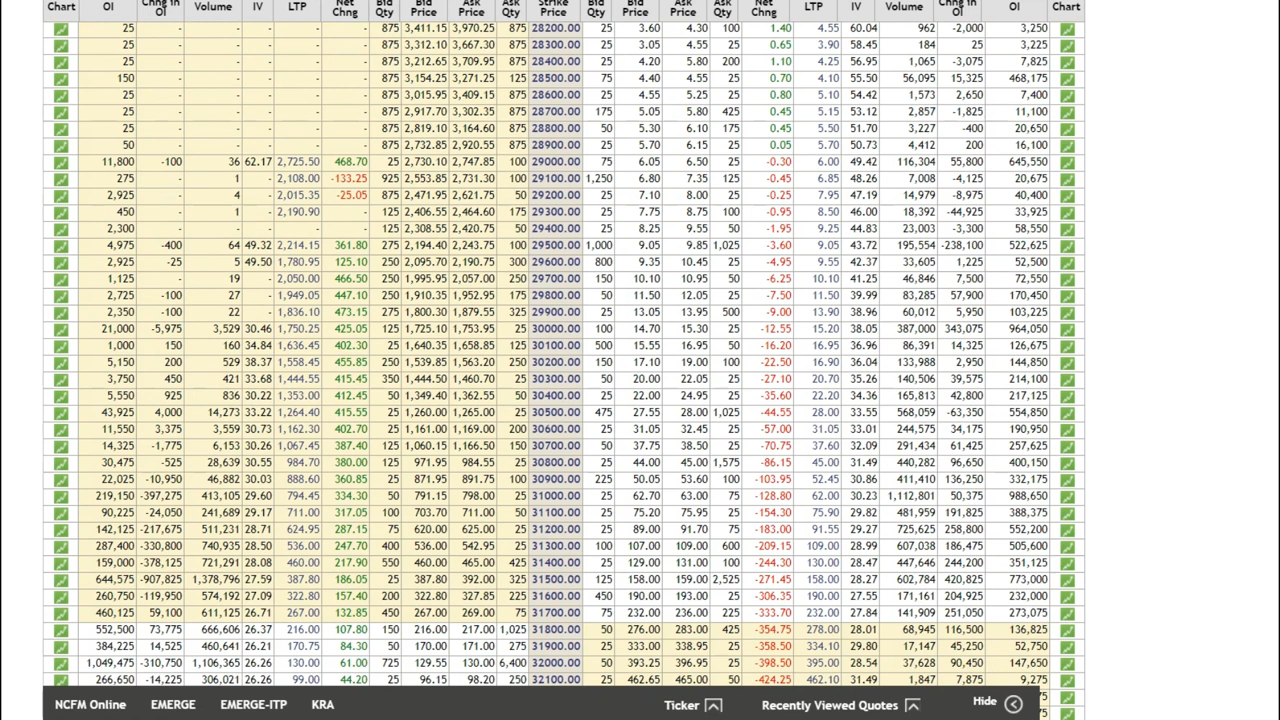 Chart OI Chng in OI Volume IV LTP Net Chng Bid Qty Bid Price Ask Price Ask Qty Strike Price Bid Qty Bid Price Ask Price Ask Qty Net Chng LTP IV Volume Chng in OI OI Chart
25 - - - - - 875 3,411.15 3,970.25 875 28200.00 25 3.60 4.30 100 1.40 4.55 60.04 962 -2,000 3,250
25 - - - - - 875 3,312.10 3,667.30 875 28300.00 25 3.05 4.55 25 0.65 3.90 58.45 184 25 3,225
25 - - - - - 875 3,212.65 3,709.95 875 28400.00 25 4.20 5.80 200 1.10 4.25 56.95 1,065 -3,075 7,825
150 - - - - - 875 3,154.25 3,271.25 125 28500.00 75 4.40 4.55 25 0.70 4.10 55.50 56,095 15,325 468,175
25 - - - - - 875 3,015.95 3,409.15 875 28600.00 25 4.55 5.25 25 0.80 5.10 54.42 1,573 2,650 7,400
25 - - - - - 875 2,917.70 3,302.35 875 28700.00 175 5.05 5.80 425 0.45 5.15 53.12 2,857 -1,825 11,100
25 - - - - - 875 2,819.10 3,164.60 875 28800.00 50 5.30 6.10 175 0.45 5.50 51.70 3,227 -400 20,650
50 - - - - - 875 2,732.85 2,920.55 875 28900.00 25 5.70 6.15 25 0.05 5.70 50.73 4,412 200 16,100
11,800 -100 36 62.17 2,725.50 468.70 25 2,730.10 2,747.85 100 29000.00 75 6.05 6.50 75 -0.30 6.00 49.42 116,304 55,800 645,550
275 - 1 - 2,108.00 -133.25 925 2,553.85 2,731.30 100 29100.00 1,250 6.80 7.35 125 -0.45 6.85 48.26 7,008 -4,125 20,675
2,925 - 4 - 2,015.35 -25.05 875 2,471.95 2,621.70 50 29200.00 25 7.10 8.00 25 -0.25 7.95 47.19 14,279 -8,975 40,400
450 - 1 - 2,190.90 125 2,406.55 2,464.60 175 29300.00 25 7.75 8.75 100 -0.95 8.50 46.00 18,392 -44,925 33,925
2,300 - - - - - 125 2,308.55 2,420.75 50 29400.00 25 8.25 9.55 50 -1.95 9.25 44.83 23,003 -3,300 58,550
4,975 -400 64 49.32 2,214.15 361.80 275 2,194.40 2,243.75 100 29500.00 1,000 9.05 9.85 1,025 -3.60 9.05 43.72 195,554 -238,100 522,625
2,925 -25 5 49.50 1,780.95 125.10 250 2,095.70 2,190.75 300 29600.00 800 9.35 10.45 25 -4.95 9.55 42.37 33,605 1,225 52,500
1,125 - 19 - 2,050.00 466.50 25 1,995.95 2,057.00 250 29700.00 150 10.10 10.95 50 -6.25 10.10 41.25 46,846 7,500 72,550
2,725 -100 27 - 1,949.05 447.10 25 1,910.35 1,952.95 175 29800.00 50 11.50 12.05 25 -7.50 11.50 39.99 83,285 57,900 170,450
2,350 -100 22 - 1,836.10 473.15 275 1,800.30 1,879.55 325 29900.00 25 13.05 13.95 500 -9.00 13.90 38.96 60,012 5,950 103,225
21,000 -5,975 3,529 30.46 1,750.25 425.05 125 1,725.10 1,753.95 25 30000.00 100 14.70 15.30 25 -12.55 15.20 38.05 387,000 343,075 964,050
1,000 150 160 34.84 1,636.45 402.30 25 1,640.35 1,658.85 125 30100.00 500 15.55 16.95 50 -16.20 16.95 36.96 86,391 14,325 126,675
5,150 200 529 38.37 1,558.45 455.85 25 1,539.85 1,563.20 250 30200.00 150 17.10 19.00 100 -22.50 16.90 36.04 133,988 2,950 144,850
3,750 450 421 33.68 1,444.55 415.45 350 1,444.50 1,460.70 25 30300.00 25 20.00 22.05 25 -27.10 20.70 35.26 140,506 39,575 214,100
5,550 925 836 30.22 1,353.00 412.45 50 1,349.40 1,362.55 50 30400.00 25 22.00 24.95 25 -35.60 22.20 34.36 165,813 42,800 217,125
43,925 4,000 14,273 33.22 1,264.40 415.55 25 1,260.00 1,265.00 25 30500.00 475 27.55 28.00 1,025 -44.55 28.00 33.55 568,059 -63,350 554,850
11,550 3,375 3,559 30.73 1,162.30 402.70 25 1,161.00 1,169.00 200 30600.00 25 31.05 32.45 25 -57.00 31.05 33.01 244,575 34,175 190,950
14,325 -1,775 6,153 30.26 1,067.45 387.40 125 1,060.15 1,166.50 150 30700.00 50 37.75 38.50 25 -70.75 37.60 32.09 291,434 61,425 257,625
30,475 -525 28,639 30.55 984.70 380.00 125 971.95 984.55 25 30800.00 25 44.00 45.00 1,575 -86.15 45.00 31.49 440,282 96,650 400,150
22,025 -10,950 46,882 30.03 888.60 360.85 25 871.95 891.75 100 30900.00 225 50.05 53.60 100 -103.95 52.45 30.86 411,410 136,250 332,175
219,150 -397,275 413,105 29.60 794.45 334.30 50 791.15 798.00 25 31000.00 25 62.70 63.00 75 -128.80 62.00 30.23 1,112,801 50,375 988,650
90,225 -24,050 241,689 29.17 711.00 317.05 100 703.70 711.00 50 31100.00 25 75.20 75.95 75 -154.30 75.90 29.82 481,959 191,825 388,375
142,125 -217,675 511,231 28.71 624.95 287.15 75 620.00 625.00 25 31200.00 25 89.00 91.70 75 -183.00 91.55 29.27 725,625 258,800 552,200
287,400 -330,800 740,935 28.50 536.00 247.70 400 536.00 542.95 25 31300.00 100 107.00 109.00 600 -209.15 109.00 28.99 607,038 186,475 505,600
159,000 -378,125 721,291 28.08 460.00 217.90 550 460.00 465.00 25 31400.00 25 129.00 131.00 100 -244.30 130.00 28.47 447,646 244,200 351,125
644,575 -907,825 1,378,796 27.59 387.80 186.05 25 387.80 392.00 325 31500.00 125 158.00 159.00 2,525 -271.45 158.00 28.27 602,784 420,825 773,000
260,750 -119,950 574,192 27.09 322.80 157.40 200 322.80 327.85 225 31600.00 450 190.00 193.00 25 -306.35 190.00 27.55 171,161 204,925 232,000
460,125 59,100 611,125 26.71 267.00 132.85 450 267.00 269.00 75 31700.00 75 232.00 236.00 225 -333.70 232.00 27.84 141,909 251,050 273,075
552,500 73,775 666,606 26.37 216.00 107.80 150 216.00 217.00 1,025 31800.00 50 276.00 283.00 425 -354.75 278.00 28.01 68,945 116,500 136,825
384,225 14,525 460,641 26.21 170.75 84.30 50 170.00 171.00 275 31900.00 25 333.00 338.95 25 -358.50 334.10 29.80 17,147 45,250 52,750
1,049,475 -310,750 1,106,365 26.26 130.00 61.00 725 129.55 130.00 6,400 32000.00 25 393.25 396.95 25 -398.50 395.00 28.54 37,628 90,450 147,650
266,650 -14,225 306,021 26.26 99.00 44.20 25 96.15 98.20 250 32100.00 25 462.65 465.00 25 -424.25 462.10 31.49 1,847 7,875 9,275
NCFM Online EMERGE EMERGE-ITP KRA Ticker Recently Viewed Quotes Hide